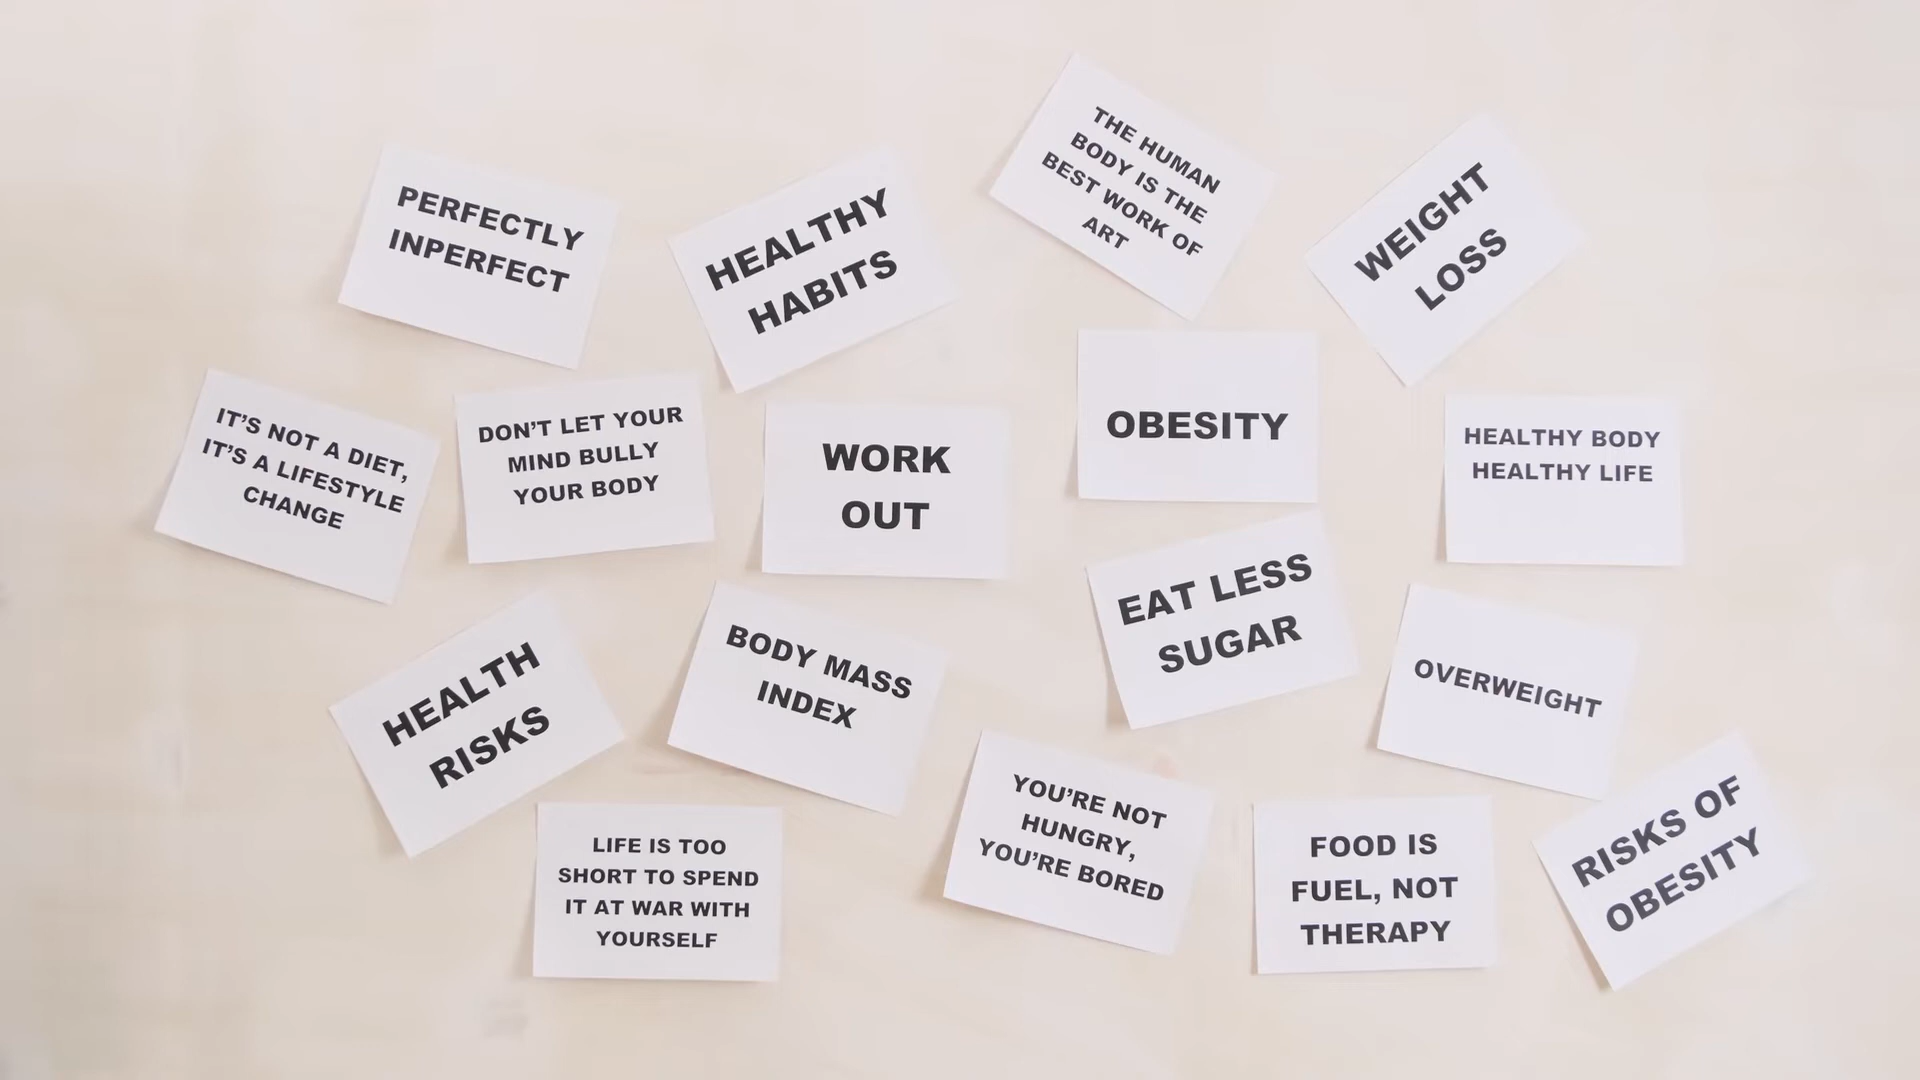 PERFECTLY
INPERFECT
HEALTHY
HABITS
THE HUMAN
BODY IS THE
BEST WORK OF
ART
WEIGHT
LOSS
IT'S NOT A DIET,
IT'S A LIFESTYLE
CHANGE
DON'T LET YOUR
MIND BULLY
YOUR BODY
WORK
OUT
OBESITY
HEALTHY BODY
HEALTHY LIFE
HEALTH
RISKS
BODY MASS
INDEX
EAT LESS
SUGAR
OVERWEIGHT
LIFE IS TOO
SHORT TO SPEND
IT AT WAR WITH
YOURSELF
YOU'RE NOT
HUNGRY,
YOU'RE BORED
FOOD IS
FUEL, NOT
THERAPY
RISKS OF
OBESITY